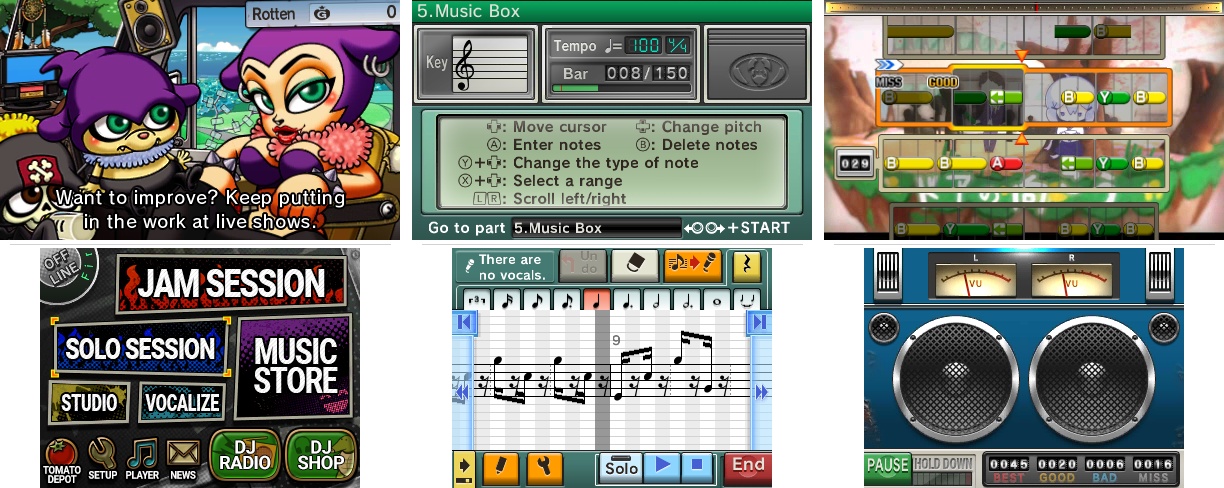 Rotten G 0
Want to improve? Keep putting
in the work at live shows.
5.Music Box
Key
Tempo ♩= 100 4/4
Bar 008/150
: Move cursor : Change pitch
Ⓐ: Enter notes Ⓑ: Delete notes
Ⓨ+: Change the type of note
Ⓧ+: Select a range
L/R: Scroll left/right
Go to part 5.Music Box +START
B
MISS GOOD
B B Y B
029
B B A B Y B
B Y B B Y B
OFF
LINE
JAM SESSION
SOLO SESSION
MUSIC
STORE
STUDIO
VOCALIZE
TOMATO
DEPOT
SETUP
PLAYER
NEWS
DJ
RADIO
DJ
SHOP
There are
no vocals.
Un
do
9
Solo
End
L R
VU VU
PAUSE
HOLD DOWN
0045 0020 0006 0016
BEST GOOD BAD MISS